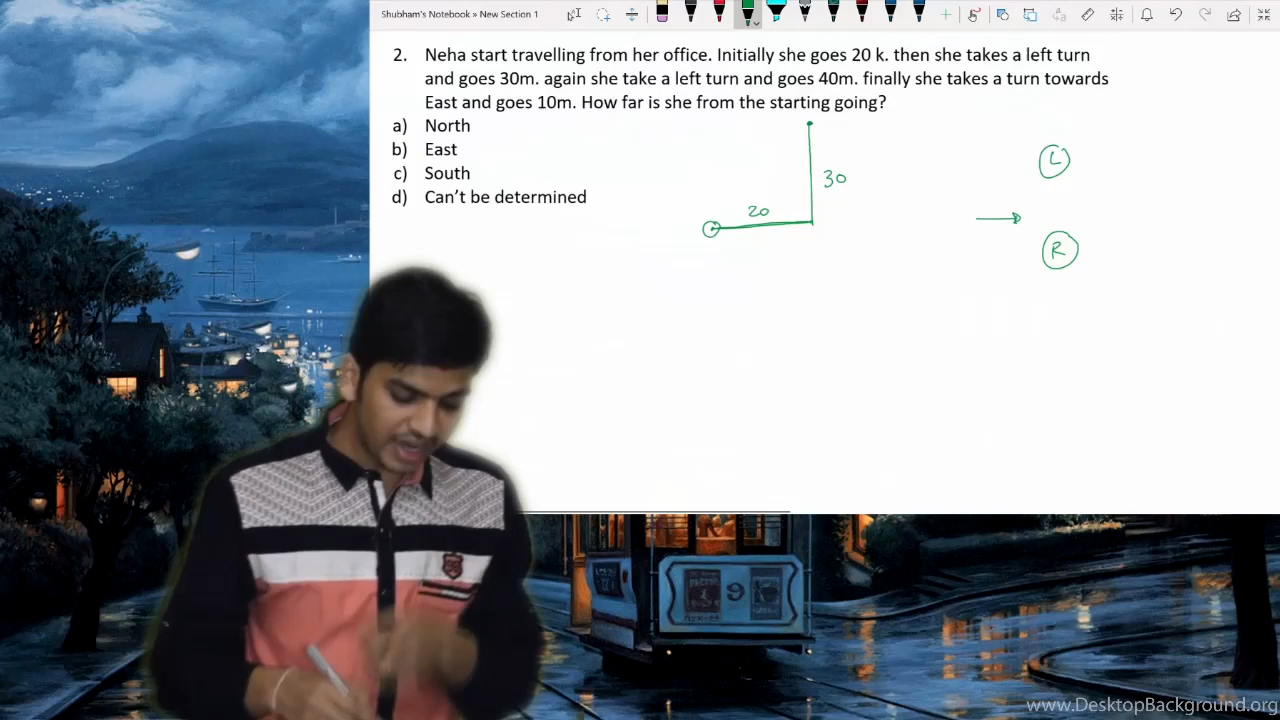 Shubham's Notebook » New Section 1
2. Neha start travelling from her office. Initially she goes 20 k. then she takes a left turn
and goes 30m. again she take a left turn and goes 40m. finally she takes a turn towards
East and goes 10m. How far is she from the starting going?
a) North
b) East
c) South
d) Can't be determined
30
20
L
R
9
www.DesktopBackground.org